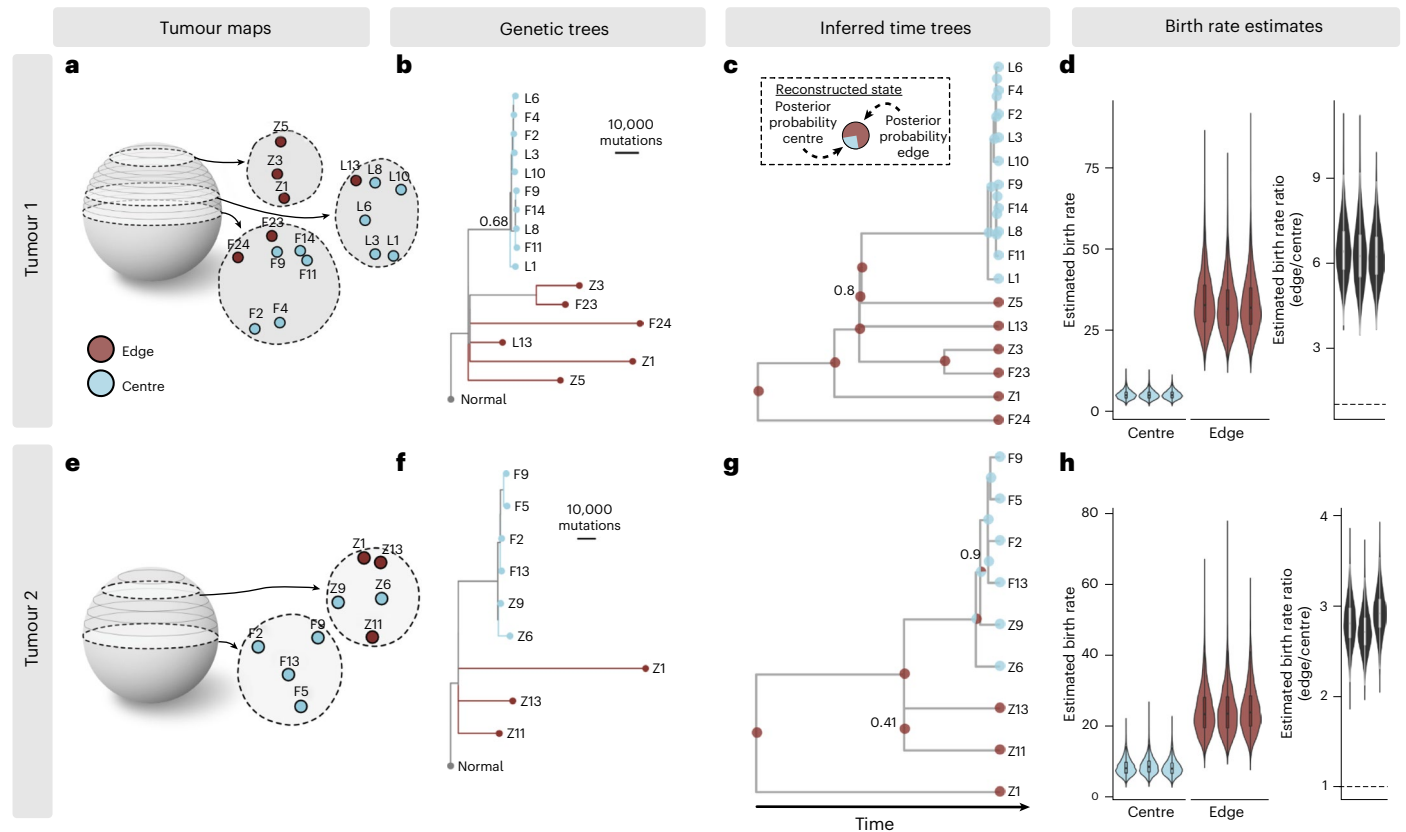 Tumour maps
Genetic trees
Inferred time trees
Birth rate estimates
Tumour 1
a
Z5
Z3
Z1
L13
L8
L10
L6
L3
L1
F23
F24
F14
F9
F11
F2
F4
Edge
Centre
b
L6
F4
F2
L3
L10
F9
F14
L8
F11
L1
Z3
F23
F24
L13
Z1
Z5
Normal
0.68
10,000
mutations
c
Reconstructed state
Posterior
probability
centre
Posterior
probability
edge
L6
F4
F2
L3
L10
F9
F14
L8
F11
L1
Z5
L13
Z3
F23
Z1
F24
0.8
d
Estimated birth rate
75
50
25
0
Centre
Edge
Estimated birth rate ratio
(edge/centre)
9
6
3
Tumour 2
e
Z1
Z13
Z9
Z6
Z11
F2
F9
F13
F5
f
F9
F5
F2
F13
Z9
Z6
Z1
Z13
Z11
Normal
10,000
mutations
g
F9
F5
F2
F13
Z9
Z6
Z13
Z11
Z1
0.9
0.41
Time
h
Estimated birth rate
80
60
40
20
0
Centre
Edge
Estimated birth rate ratio
(edge/centre)
4
3
2
1